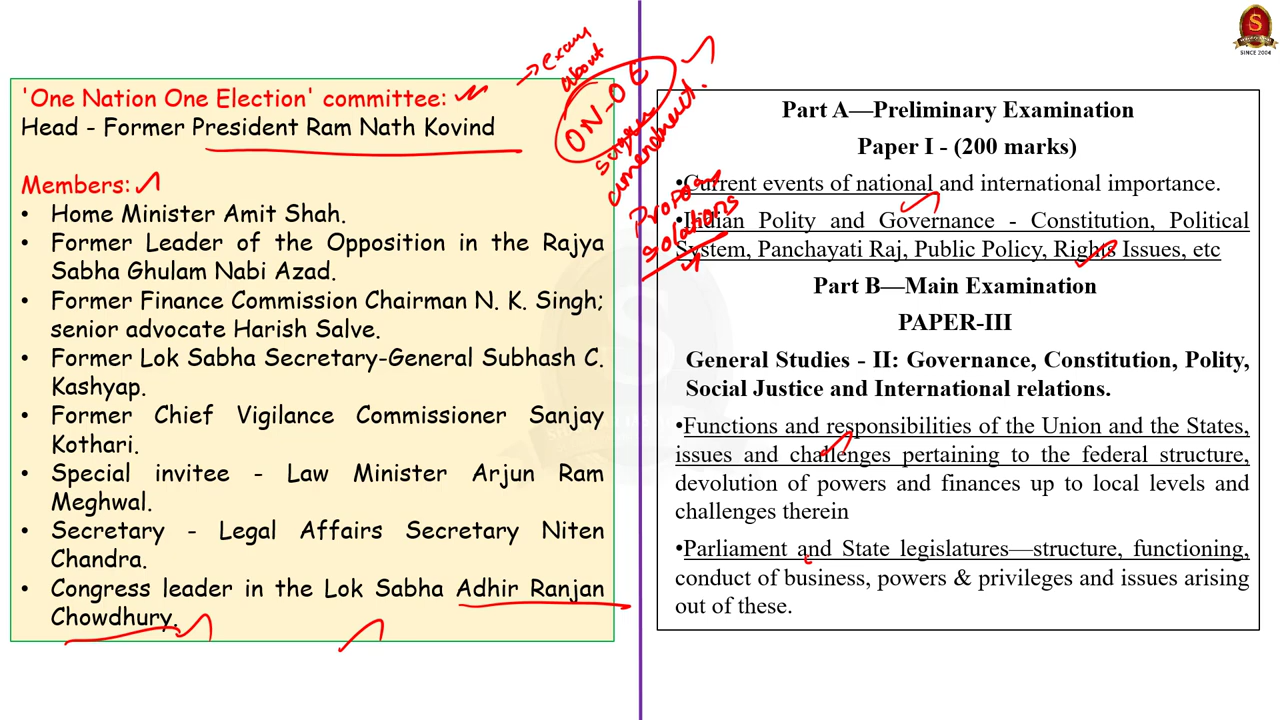 'One Nation One Election' committee:
Head - Former President Ram Nath Kovind
Members:
• Home Minister Amit Shah.
• Former Leader of the Opposition in the Rajya
Sabha Ghulam Nabi Azad.
• Former Finance Commission Chairman N. K. Singh;
senior advocate Harish Salve.
• Former Lok Sabha Secretary-General Subhash C.
Kashyap.
• Former Chief Vigilance Commissioner Sanjay
Kothari.
• Special invitee - Law Minister Arjun Ram
Meghwal.
• Secretary - Legal Affairs Secretary Niten
Chandra.
• Congress leader in the Lok Sabha Adhir Ranjan
Chowdhury.
about
ON-OE
amendment.
solutions
SINCE 2004
Part A—Preliminary Examination
Paper I - (200 marks)
•Current events of national and international importance.
•Indian Polity and Governance - Constitution, Political
System, Panchayati Raj, Public Policy, Rights Issues, etc
Part B—Main Examination
PAPER-III
General Studies - II: Governance, Constitution, Polity,
Social Justice and International relations.
•Functions and responsibilities of the Union and the States,
issues and challenges pertaining to the federal structure,
devolution of powers and finances up to local levels and
challenges therein
•Parliament and State legislatures—structure, functioning,
conduct of business, powers & privileges and issues arising
out of these.